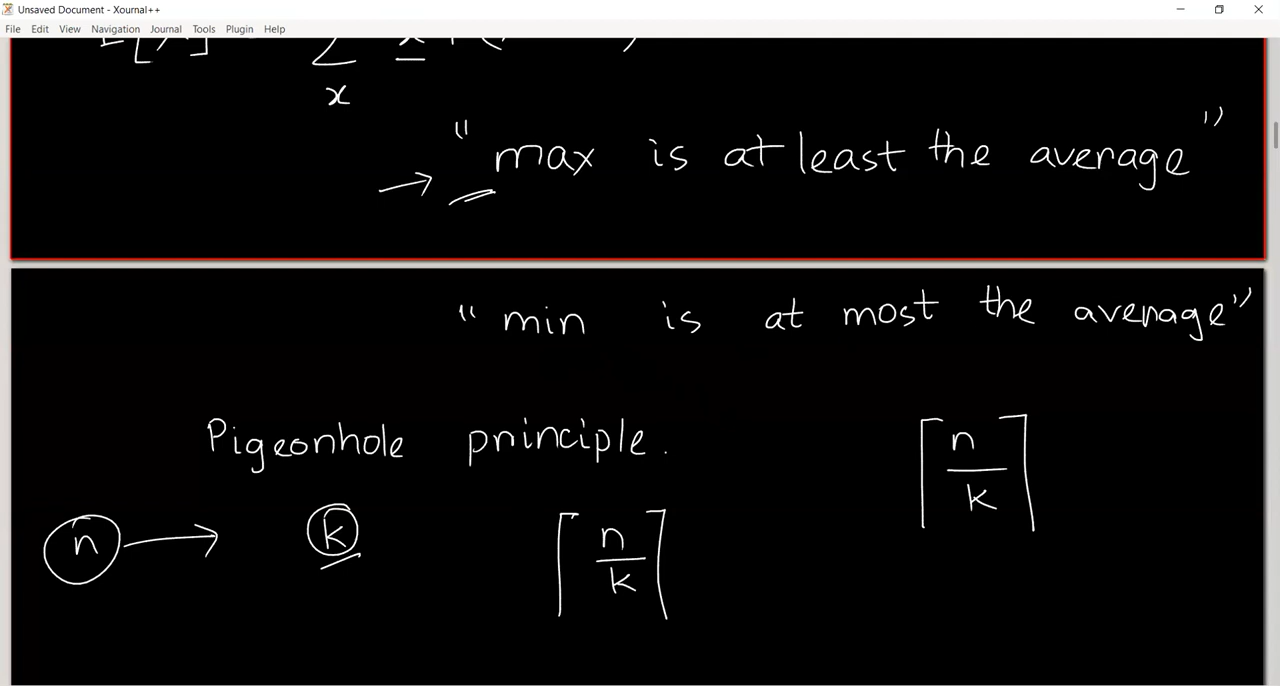 Unsaved Document - Xournal++
File Edit View Navigation Journal Tools Plugin Help
x
"max is at least the average"
"min is at most the average"
Pigeonhole principle.
⌈n/k⌉
n → k ⌈n/k⌉